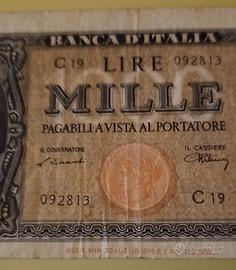 BANCA D'ITALIA
C 19 LIRE 092813
MILLE
PAGABILI A VISTA AL PORTATORE
IL GOVERNATORE IL CASSIERE
092813 C 19